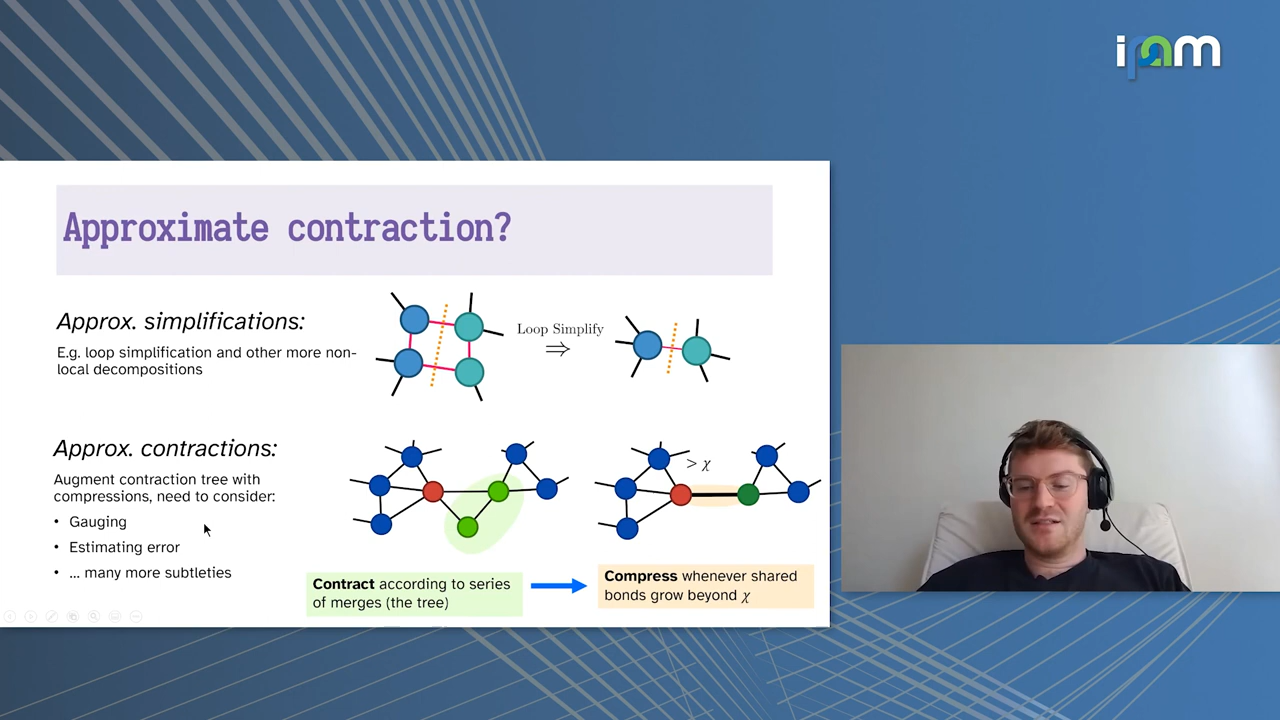 ipam
Approximate contraction?
Approx. simplifications:
E.g. loop simplification and other more non-
local decompositions
Loop Simplify
⇒
Approx. contractions:
Augment contraction tree with
compressions, need to consider:
• Gauging
• Estimating error
• ... many more subtleties
> χ
Contract according to series
of merges (the tree)
Compress whenever shared
bonds grow beyond χ